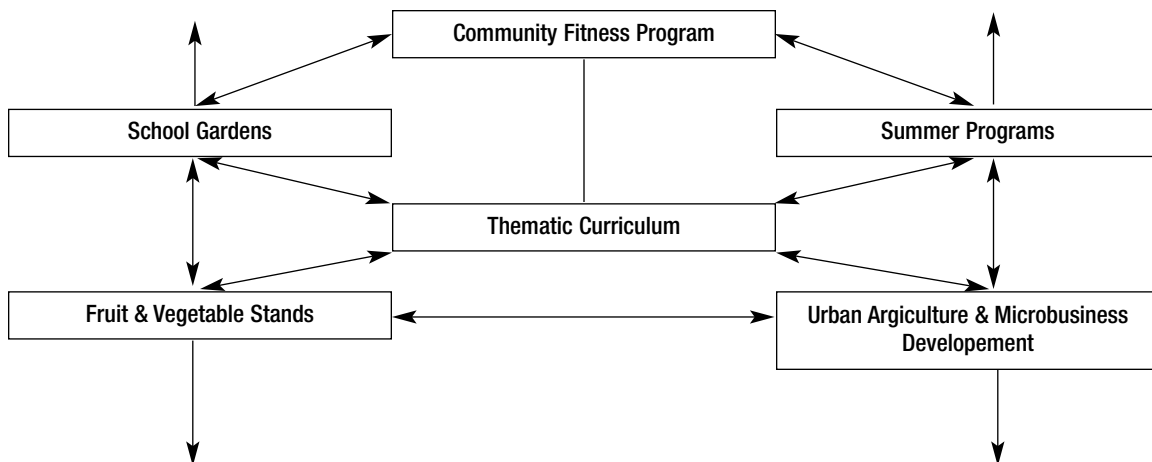 Community Fitness Program
School Gardens
Summer Programs
Thematic Curriculum
Fruit & Vegetable Stands
Urban Argiculture & Microbusiness
Developement